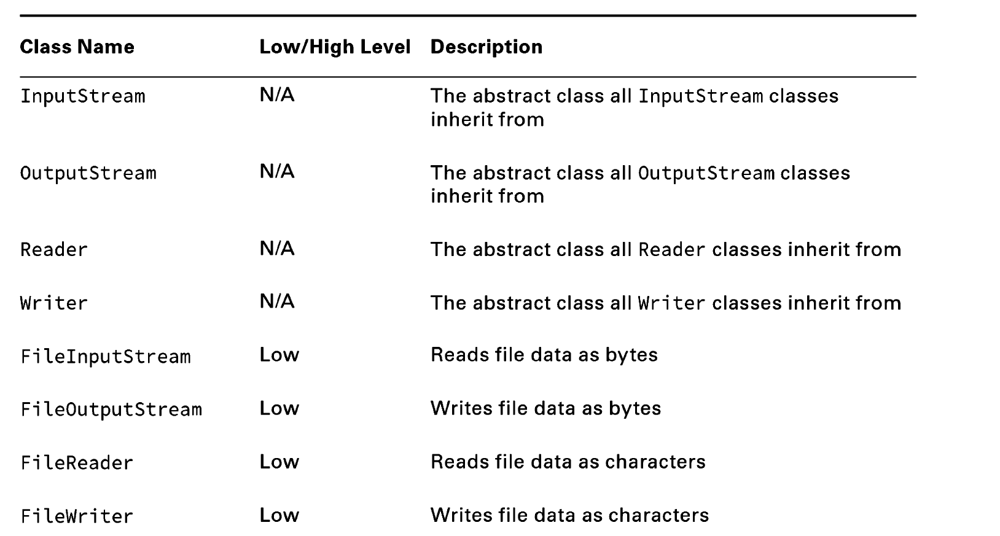 Class Name Low/High Level Description
InputStream N/A The abstract class all InputStream classes
inherit from
OutputStream N/A The abstract class all OutputStream classes
inherit from
Reader N/A The abstract class all Reader classes inherit from
Writer N/A The abstract class all Writer classes inherit from
FileInputStream Low Reads file data as bytes
FileOutputStream Low Writes file data as bytes
FileReader Low Reads file data as characters
FileWriter Low Writes file data as characters